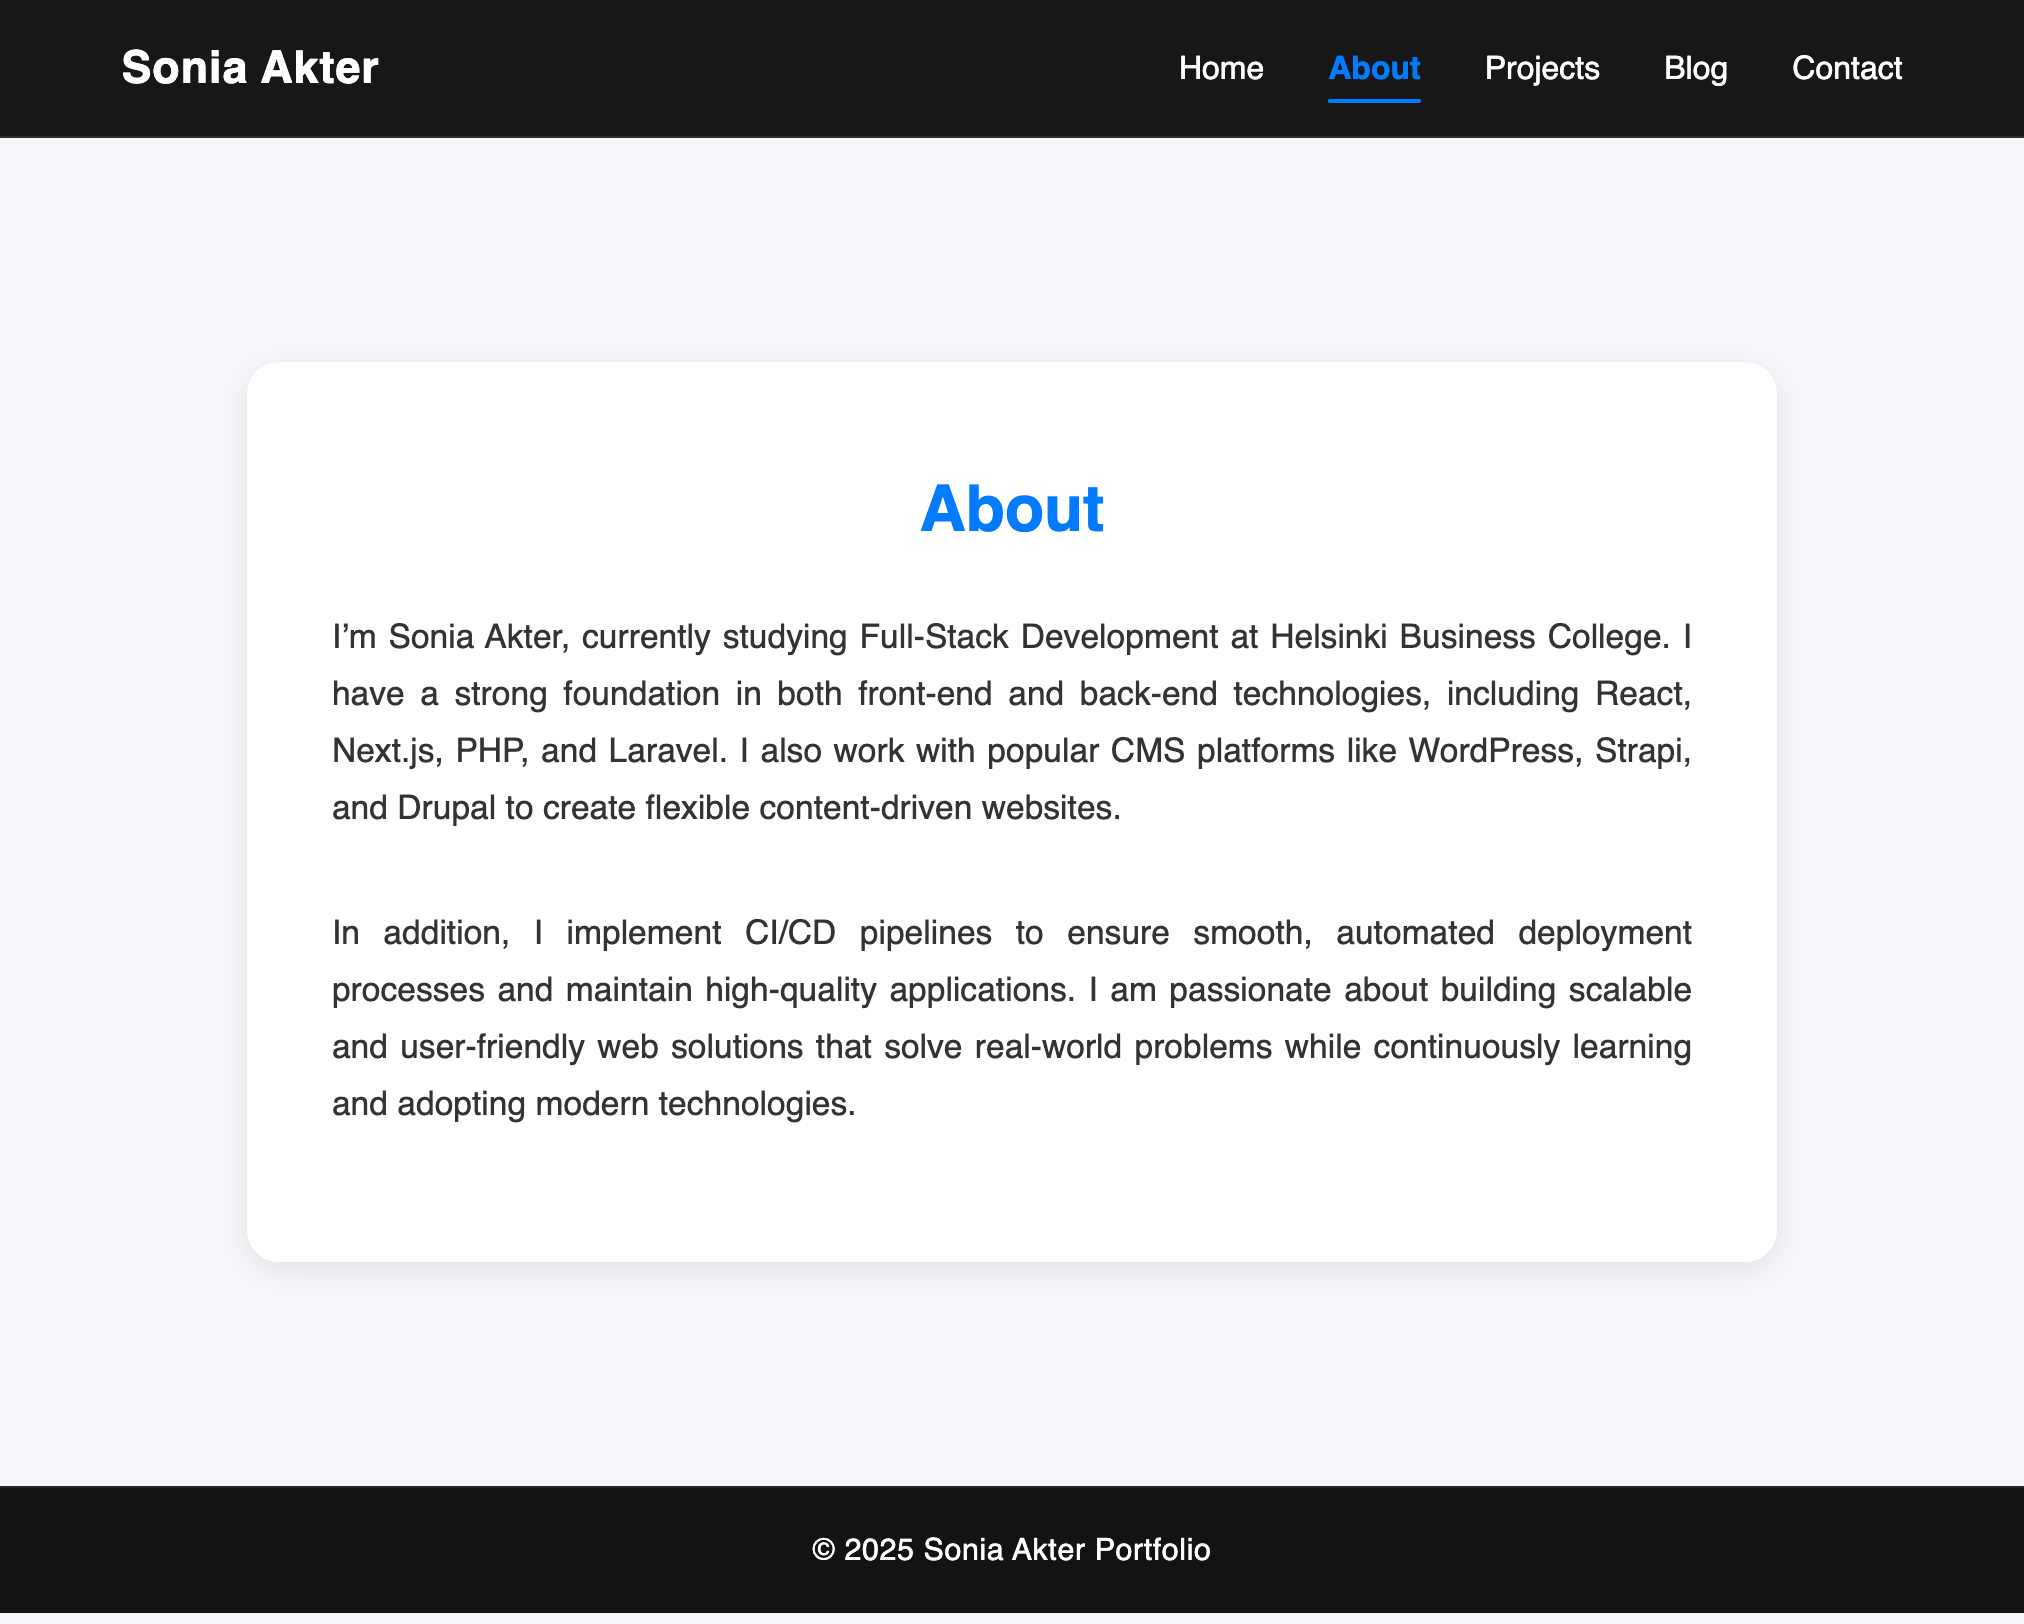 Sonia Akter
Home About Projects Blog Contact
About
I’m Sonia Akter, currently studying Full-Stack Development at Helsinki Business College. I
have a strong foundation in both front-end and back-end technologies, including React,
Next.js, PHP, and Laravel. I also work with popular CMS platforms like WordPress, Strapi,
and Drupal to create flexible content-driven websites.
In addition, I implement CI/CD pipelines to ensure smooth, automated deployment
processes and maintain high-quality applications. I am passionate about building scalable
and user-friendly web solutions that solve real-world problems while continuously learning
and adopting modern technologies.
© 2025 Sonia Akter Portfolio